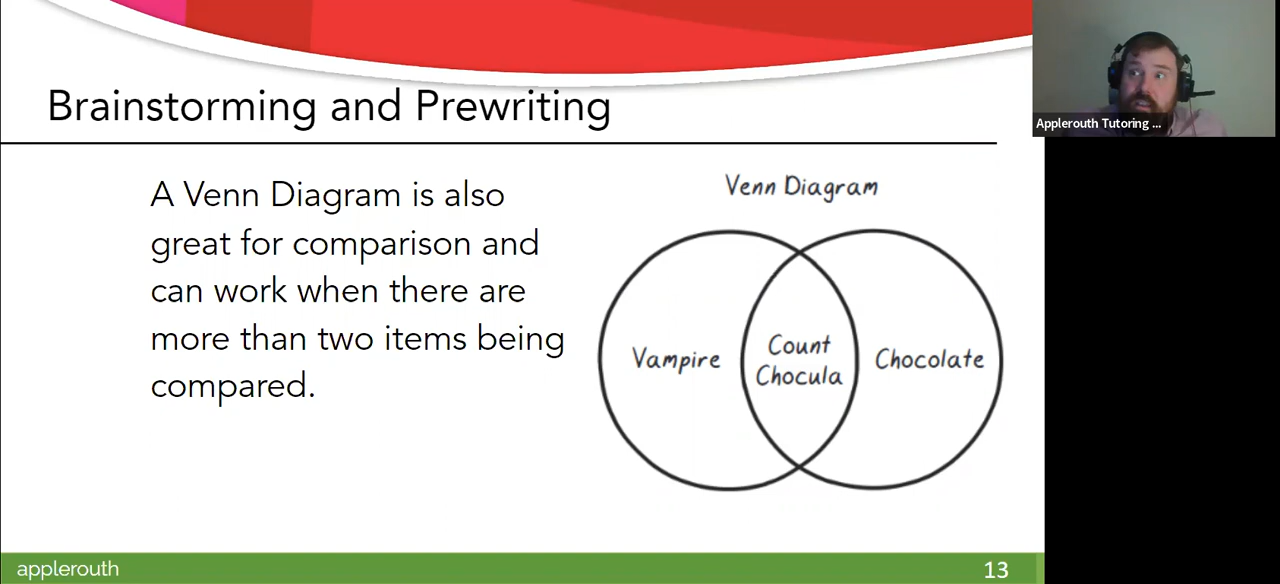 Brainstorming and Prewriting
Applerouth Tutoring ...
A Venn Diagram is also
great for comparison and
can work when there are
more than two items being
compared.
Venn Diagram
Vampire
Count
Chocula
Chocolate
applerouth
13